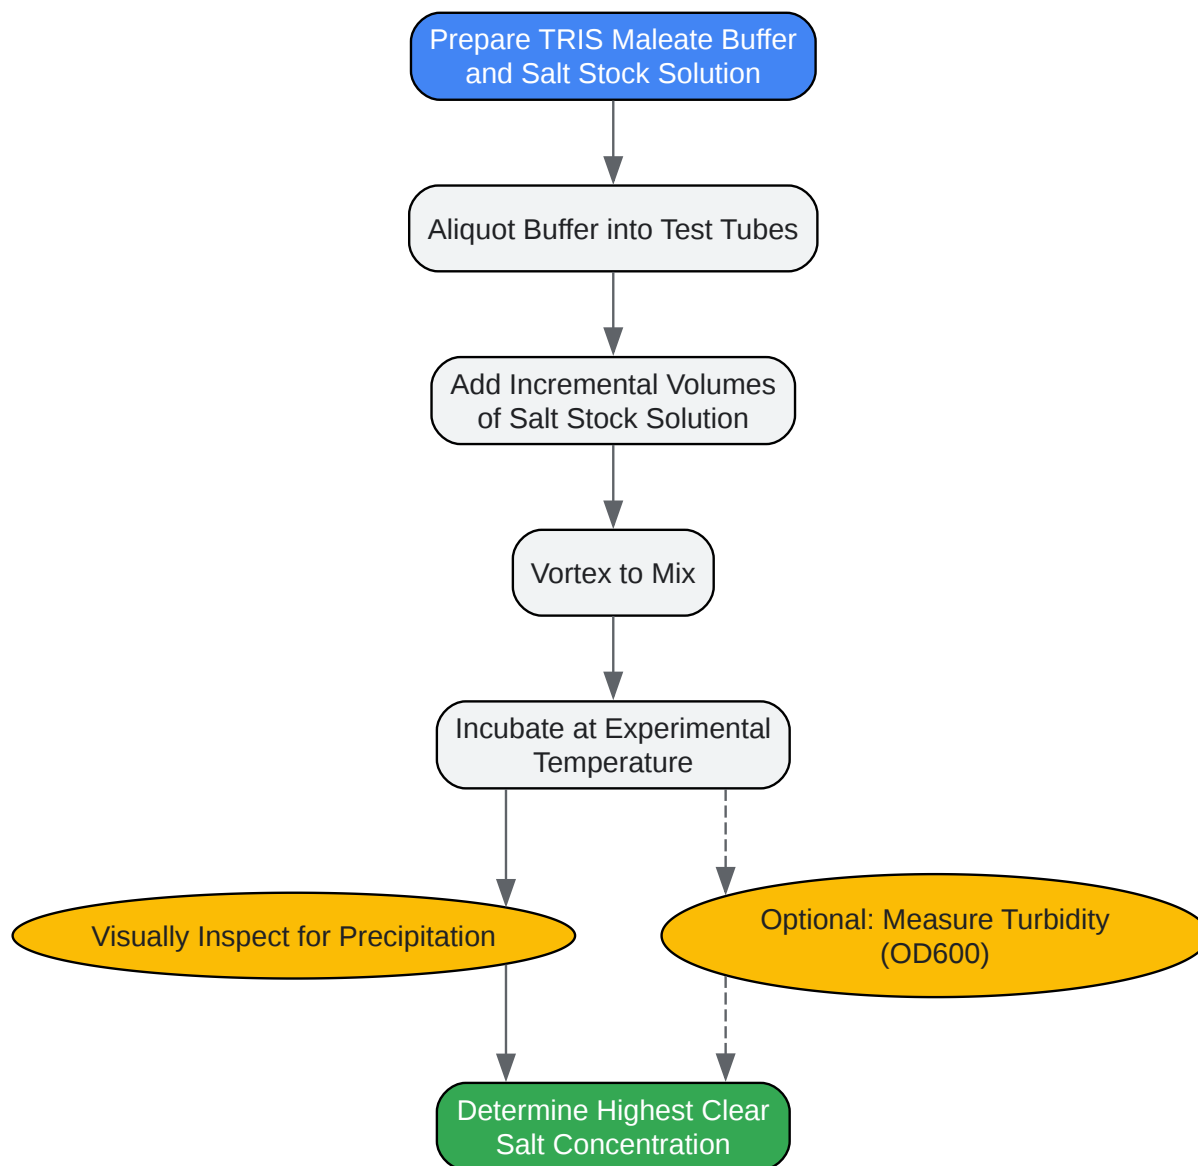 Prepare TRIS Maleate Buffer
and Salt Stock Solution
Aliquot Buffer into Test Tubes
Add Incremental Volumes
of Salt Stock Solution
Vortex to Mix
Incubate at Experimental
Temperature
Visually Inspect for Precipitation
Optional: Measure Turbidity
(OD600)
Determine Highest Clear
Salt Concentration